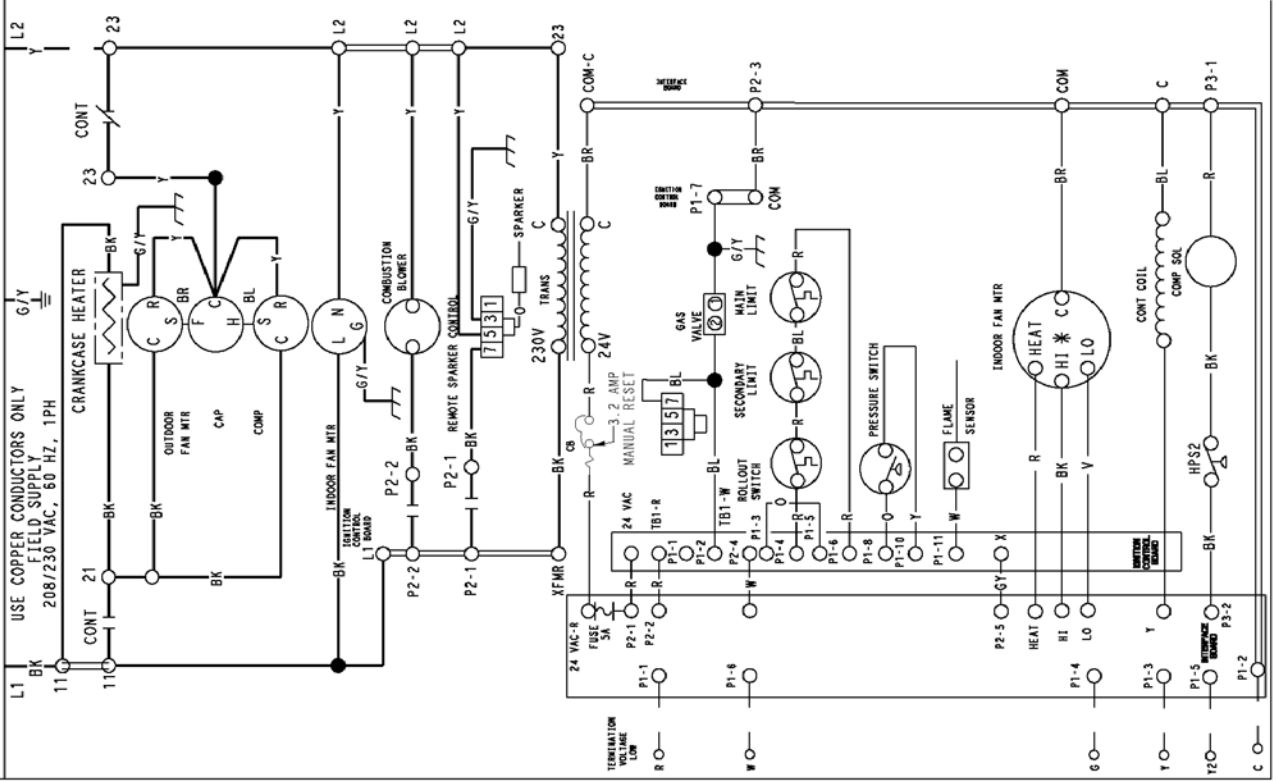 L1
BK
USE COPPER CONDUCTORS ONLY
FIELD SUPPLY
208/230 VAC, 60 HZ, 1PH
G/Y
Y
L2
11
CRANKCASE HEATER
BK
11
CONT
21
BK
BK
G/Y
23
CONT
23
BK
OUTDOOR
FAN MTR
C
S
R
Y
BR
Y
CAP
F
C
H
BL
COMP
C
S
R
Y
BK
INDOOR FAN MTR
BK
L
N
G
G/Y
Y
L2
IGNITION
CONTROL
BOARD
L1
P2-2
P2-2
BK
COMBUSTION
BLOWER
Y
L2
REMOTE SPARKER CONTROL
P2-1
P2-1
BK
7
5
3
1
O
SPARKER
G/Y
Y
L2
XFMR
BK
230V
TRANS
C
Y
23
24V
C
R
CB
R
3.2 AMP
MANUAL RESET
BR
COM-C
INTERFACE
BOARD
24 VAC-R
FUSE
5A
P2-1
R
24 VAC
TERMINATION
VOLTAGE
LOW
R
P1-1
P2-2
R
TB1-R
P1-1
P1-2
BL
TB1-W
1
3
5
7
BL
GAS
VALVE
2
1
G/Y
P1-7
COM
IGNITION
CONTROL
BOARD
BR
P2-3
W
P1-6
W
P2-4
P1-3
P1-4
R
P1-5
O
ROLLOUT
SWITCH
R
SECONDARY
LIMIT
BL
MAIN
LIMIT
R
P1-6
R
P1-8
O
PRESSURE SWITCH
P1-10
Y
P1-11
W
FLAME
SENSOR
P2-5
GY
X
IGNITION
CONTROL
BOARD
HEAT
R
INDOOR FAN MTR
HEAT
HI
BK
HI
*
C
BR
COM
LO
V
LO
G
P1-4
Y
P1-3
Y
CONT COIL
BL
C
Y2
P1-5
INTERFACE
BOARD
P3-2
BK
HPS2
BK
COMP SOL
R
P3-1
C
P1-2